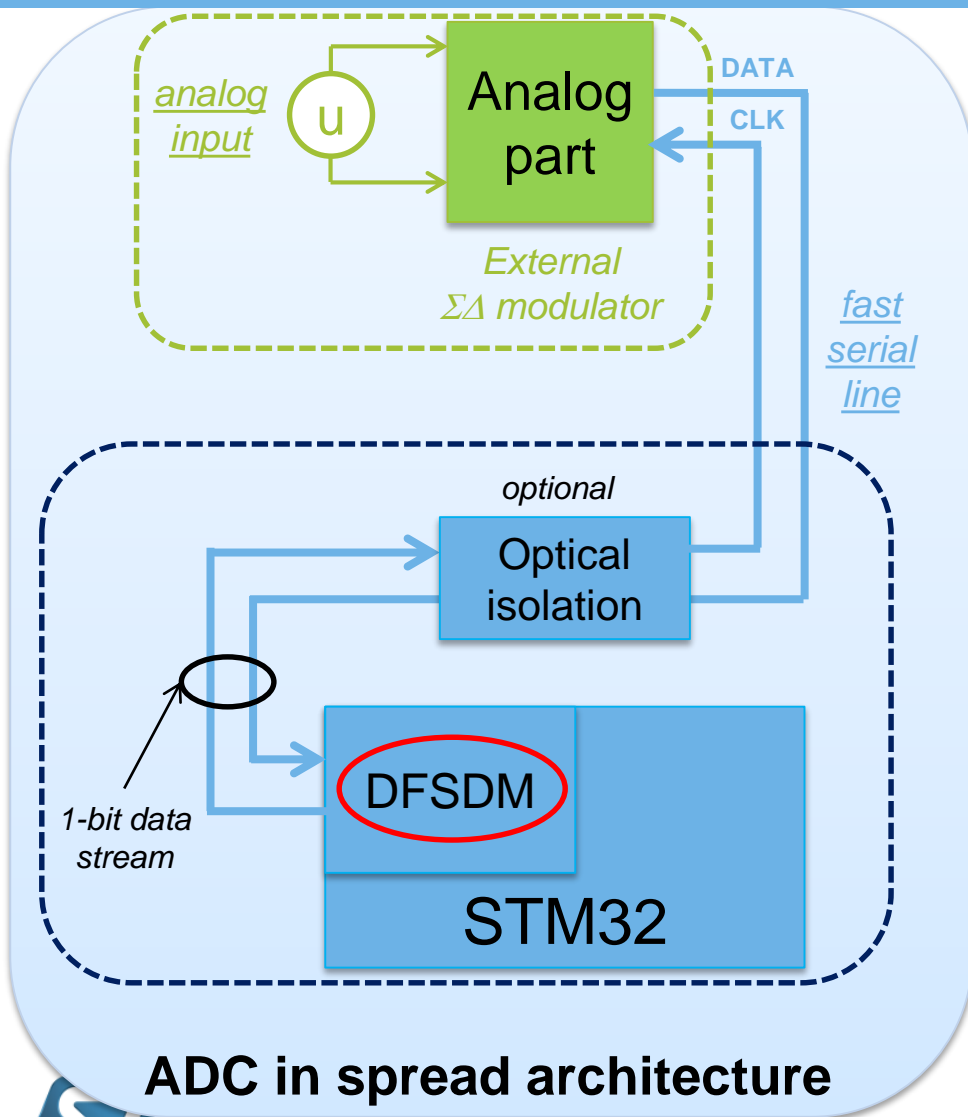 analog
input
u
Analog
part
DATA
CLK
External
ΣΔ modulator
fast
serial
line
optional
Optical
isolation
1-bit data
stream
DFSDM
STM32
ADC in spread architecture